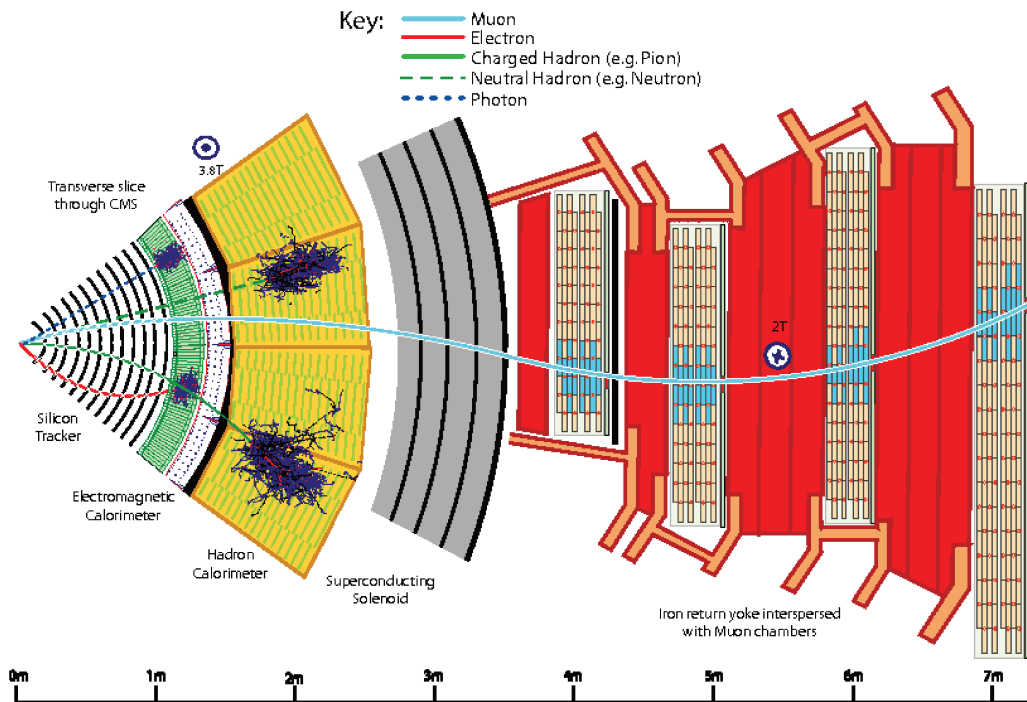 Key:
Muon
Electron
Charged Hadron (e.g. Pion)
Neutral Hadron (e.g. Neutron)
Photon
3.8T
Transverse slice
through CMS
2T
Silicon
Tracker
Electromagnetic
Calorimeter
Hadron
Calorimeter
Superconducting
Solenoid
Iron return yoke interspersed
with Muon chambers
0m 1m 2m 3m 4m 5m 6m 7m